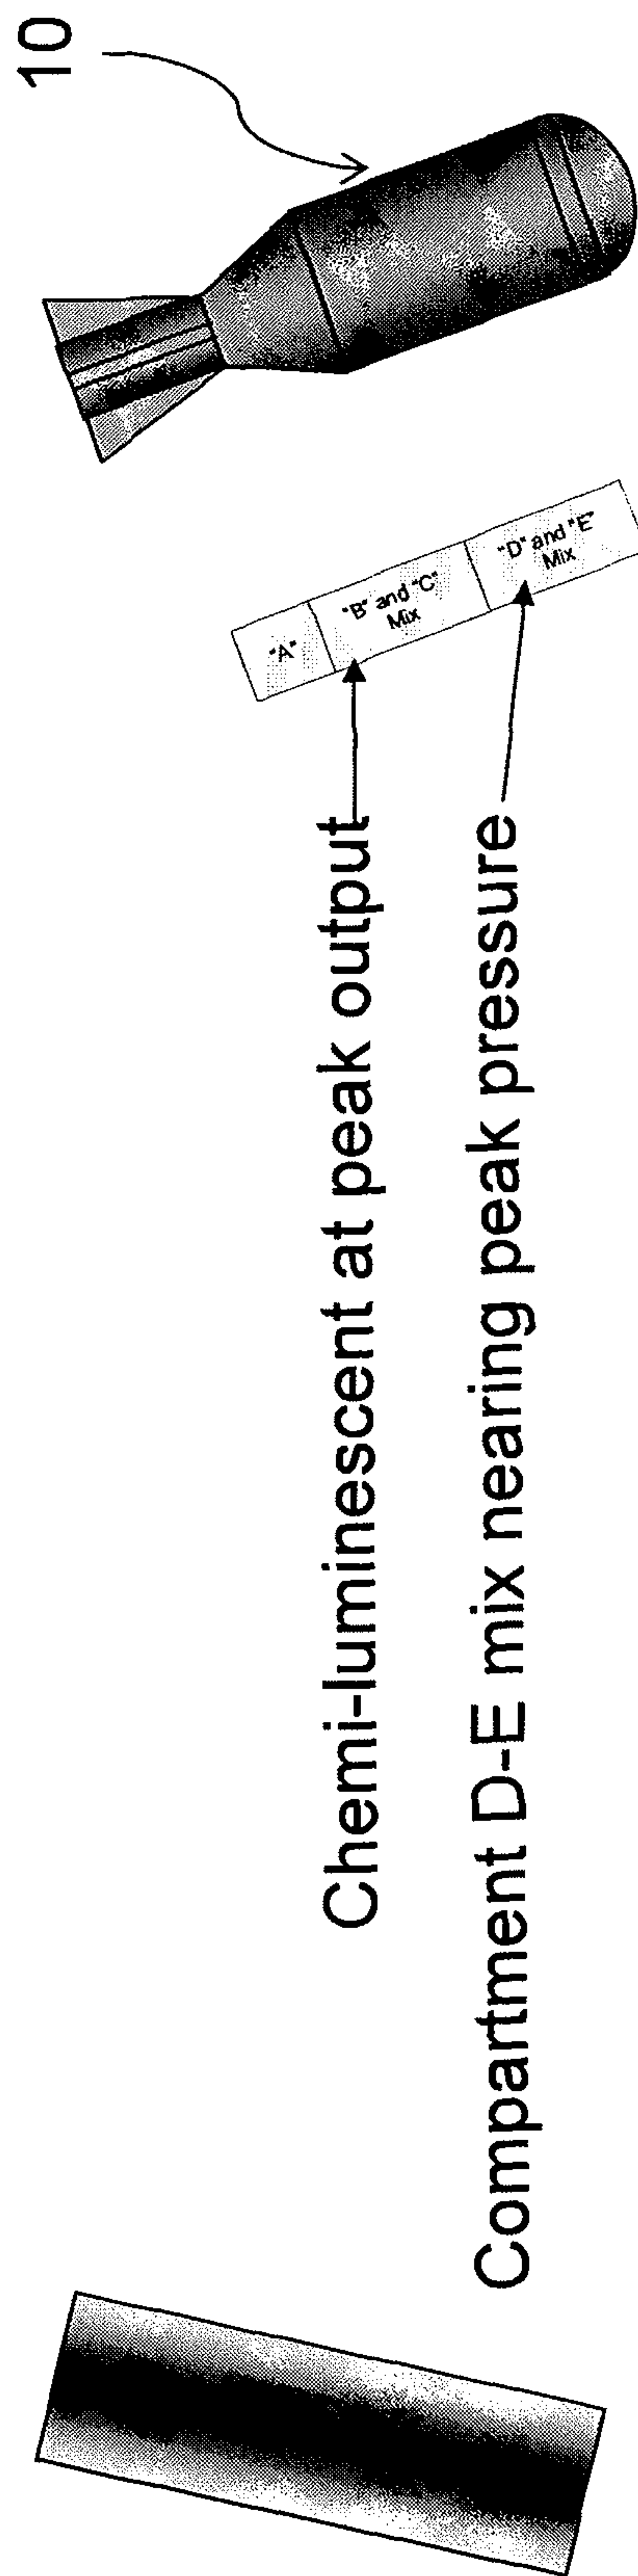 10
"A"
"B" and "C"
Mix
"D" and "E"
Mix
Chemi-luminescent at peak output
Compartment D-E mix nearing peak pressure